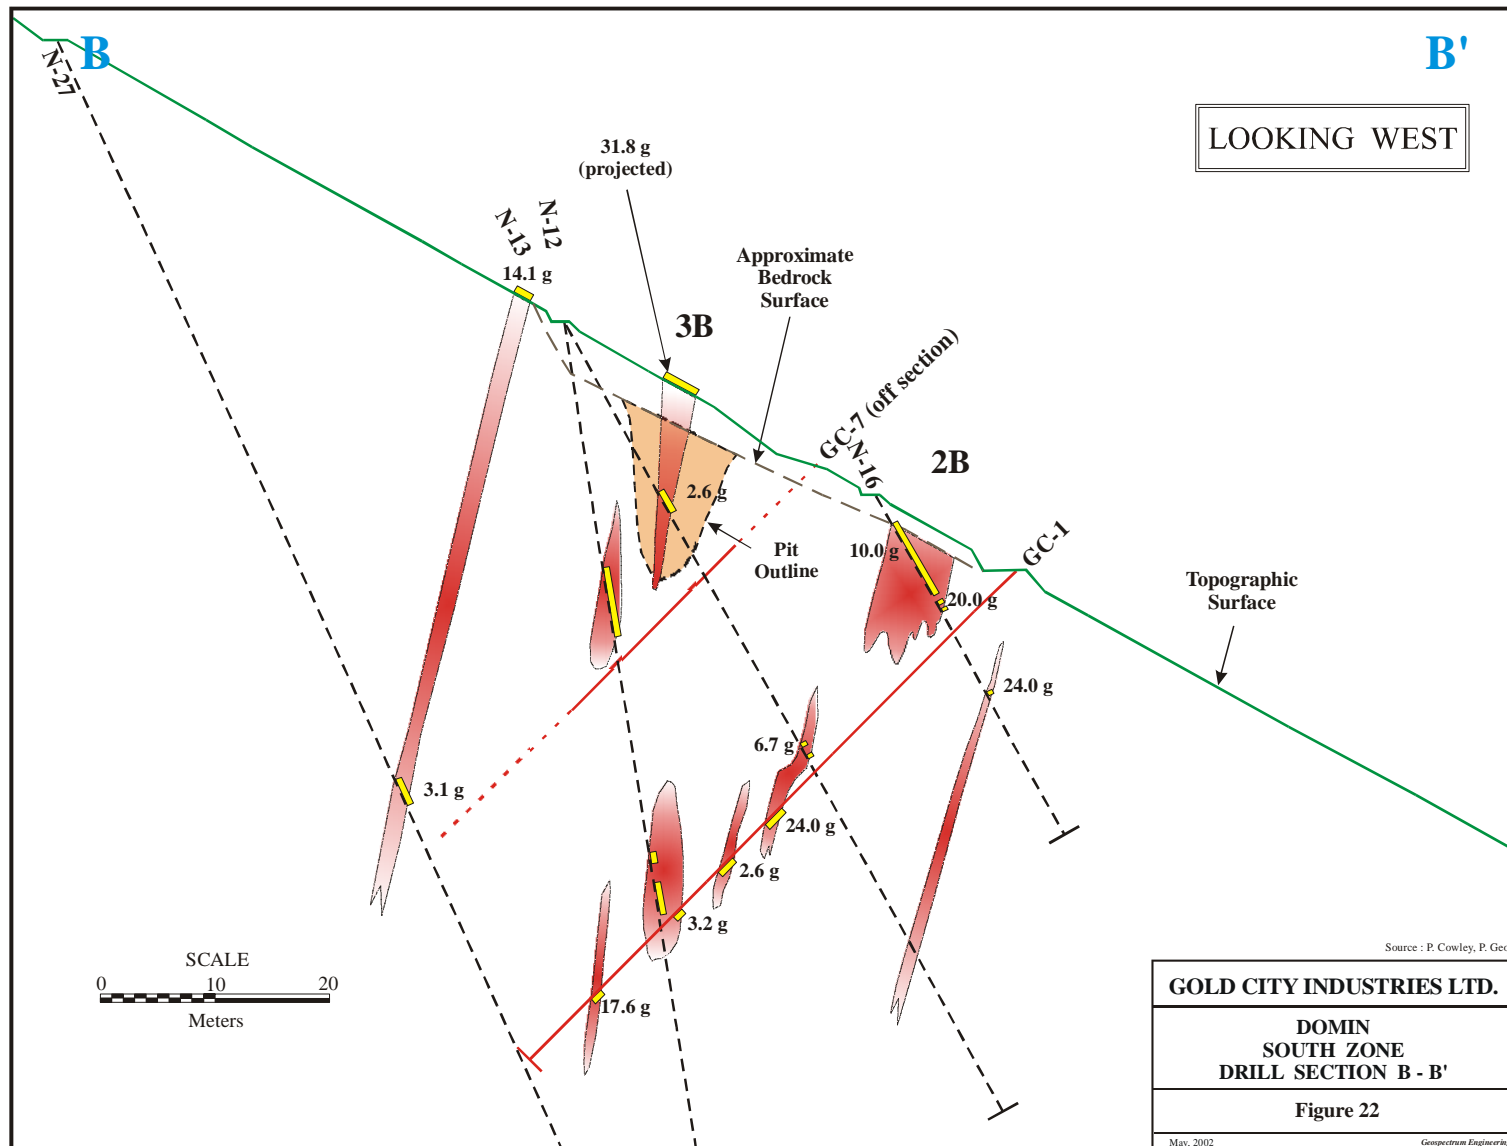 B
B'
N-27
LOOKING WEST
31.8 g
(projected)
N-13
N-12
14.1 g
Approximate
Bedrock
Surface
3B
GC-7 (off section)
N-16
2B
2.6 g
10.0 g
Pit
Outline
GC-1
20.0 g
Topographic
Surface
24.0 g
6.7 g
3.1 g
24.0 g
2.6 g
3.2 g
17.6 g
SCALE
0 10 20
Meters
Source : P. Cowley, P. Geo
GOLD CITY INDUSTRIES LTD.
DOMIN
SOUTH ZONE
DRILL SECTION B - B'
Figure 22
May, 2002
Geospectrum Engineering